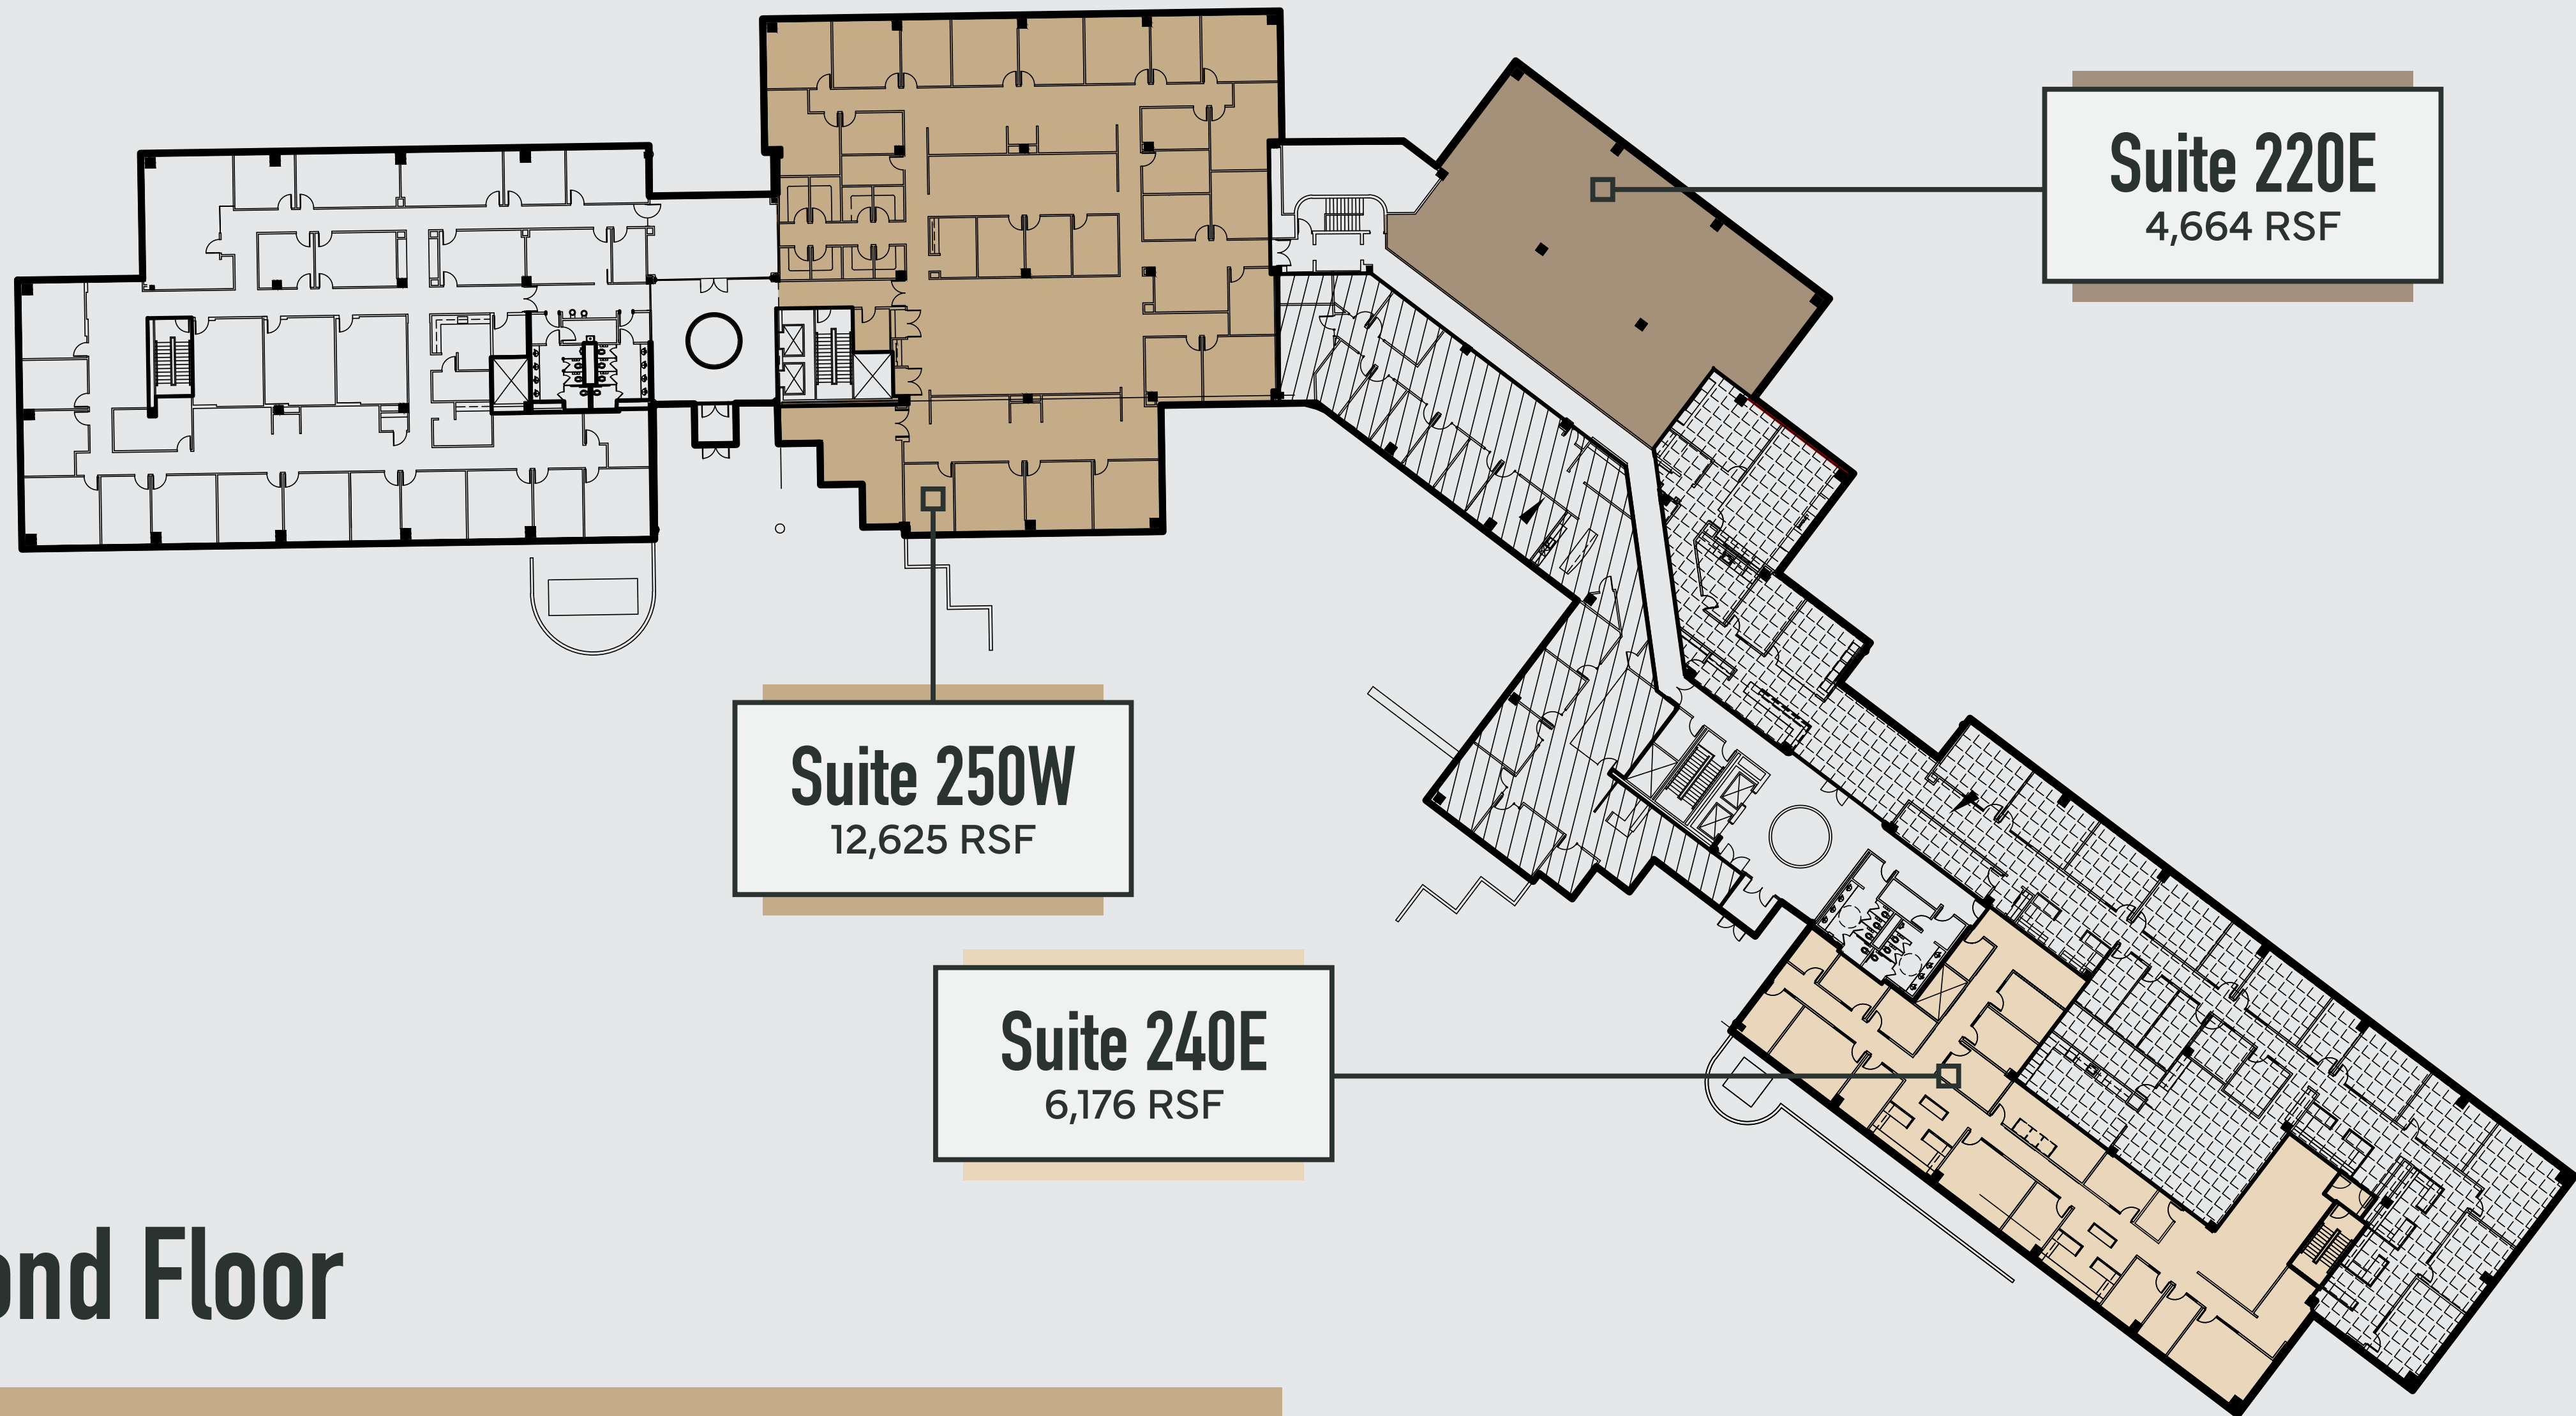 Suite 220E
4,664 RSF
Suite 250W
12,625 RSF
Suite 240E
6,176 RSF
ond Floor